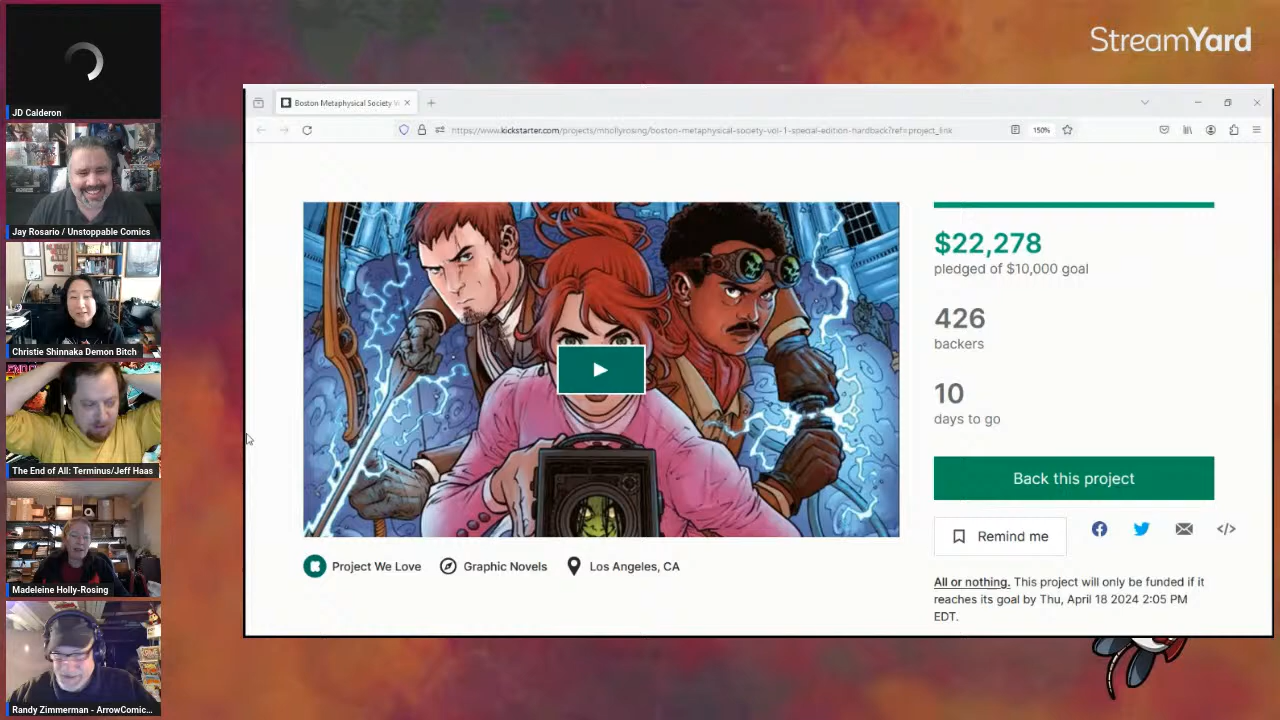 JD Calderon
Jay Rosario / Unstoppable Comics
Christie Shinnaka Demon Bitch
The End of All: Terminus/Jeff Haas
Madeleine Holly-Rosing
Randy Zimmerman - ArrowComic...
StreamYard
Boston Metaphysical Society V
https://www.kickstarter.com/projects/mhollyrosing/boston-metaphysical-society-vol-1-special-edition-hardback?ref=project_link
150%
$22,278
pledged of $10,000 goal
426
backers
10
days to go
Back this project
Remind me
Project We Love
Graphic Novels
Los Angeles, CA
All or nothing. This project will only be funded if it
reaches its goal by Thu, April 18 2024 2:05 PM
EDT.